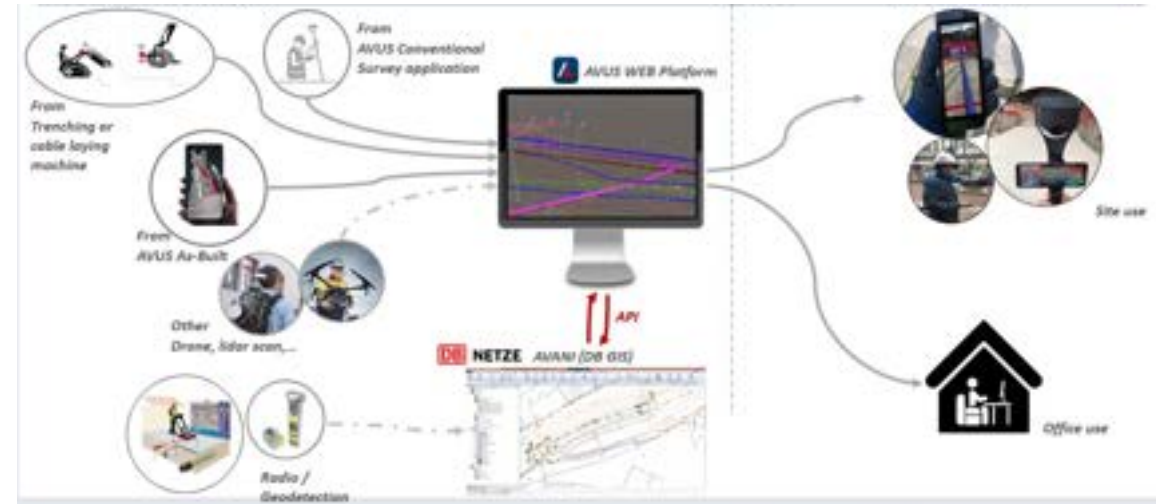 From
AVUS Conventional
Survey application
AVUS WEB Platform
From
Trenching or
cable laying
machine
Site use
From
AVUS As-Built
API
Other
Drone, lidar scan,...
DB NETZE AVANI (DB GIS)
Office use
Radio /
Geodetection